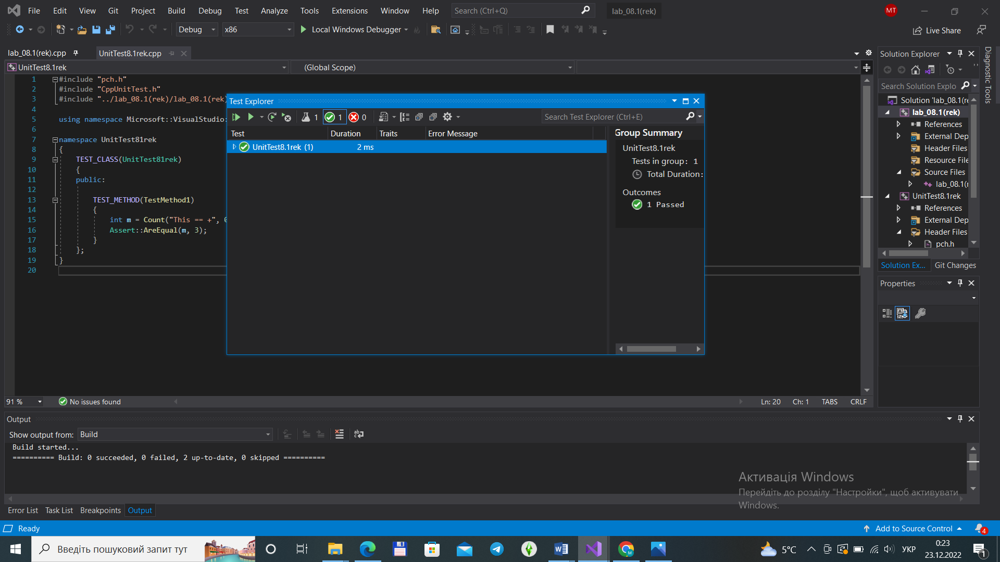 File Edit View Git Project Build Debug Test Analyze Tools Extensions Window Help Search (Ctrl+Q) lab_08.1(rek) MT
Debug x86 Local Windows Debugger Live Share
lab_08.1(rek).cpp UnitTest8.1rek.cpp
UnitTest8.1rek (Global Scope)
1 #include "pch.h"
2 #include "CppUnitTest.h"
3 #include "../lab_08.1(rek)/lab_08.1(rek)
4
5 using namespace Microsoft::VisualStudio:
6
7 namespace UnitTest81rek
8 {
9 TEST_CLASS(UnitTest81rek)
10 {
11 public:
12
13 TEST_METHOD(TestMethod1)
14 {
15 int m = Count("This == +",
16 Assert::AreEqual(m, 3);
17 }
18 };
19 }
20
Test Explorer
1 1 0 Search Test Explorer (Ctrl+E)
Test Duration Traits Error Message
UnitTest8.1rek (1) 2 ms
Group Summary
UnitTest8.1rek
Tests in group: 1
Total Duration:
Outcomes
1 Passed
Solution Explorer
Search Solution Explo
Solution 'lab_08.1(re
lab_08.1(rek)
References
External Dep
Header Files
Resource File
Source Files
lab_08.1(r
UnitTest8.1rek
References
External Dep
Header Files
pch.h
Solution Ex... Git Changes
Properties
Diagnostic Tools
91 % No issues found Ln: 20 Ch: 1 TABS CRLF
Output
Show output from: Build
Build started...
========== Build: 0 succeeded, 0 failed, 2 up-to-date, 0 skipped ==========
Активація Windows
Перейдіть до розділу "Настройки", щоб активувати
Windows.
Error List Task List Breakpoints Output
Ready Add to Source Control 4
Введіть пошуковий запит тут 5°C УКР 0:23
23.12.2022
1